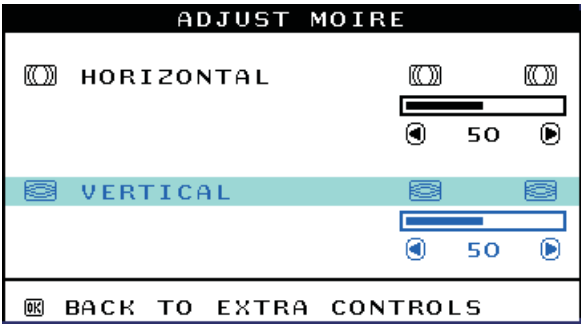 ADJUST MOIRE
HORIZONTAL
50
VERTICAL
50
OK BACK TO EXTRA CONTROLS